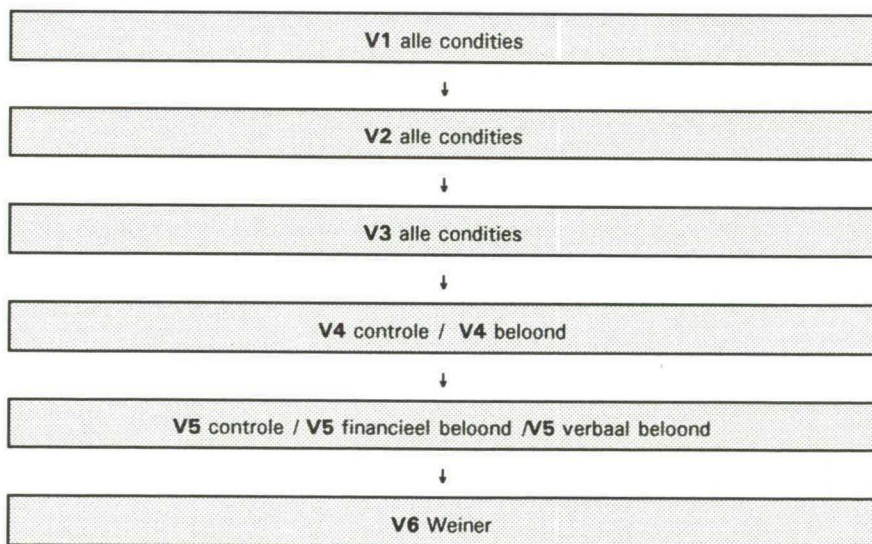 V1 alle condities
↓
V2 alle condities
↓
V3 alle condities
↓
V4 controle / V4 beloond
↓
V5 controle / V5 financieel beloond /V5 verbaal beloond
↓
V6 Weiner